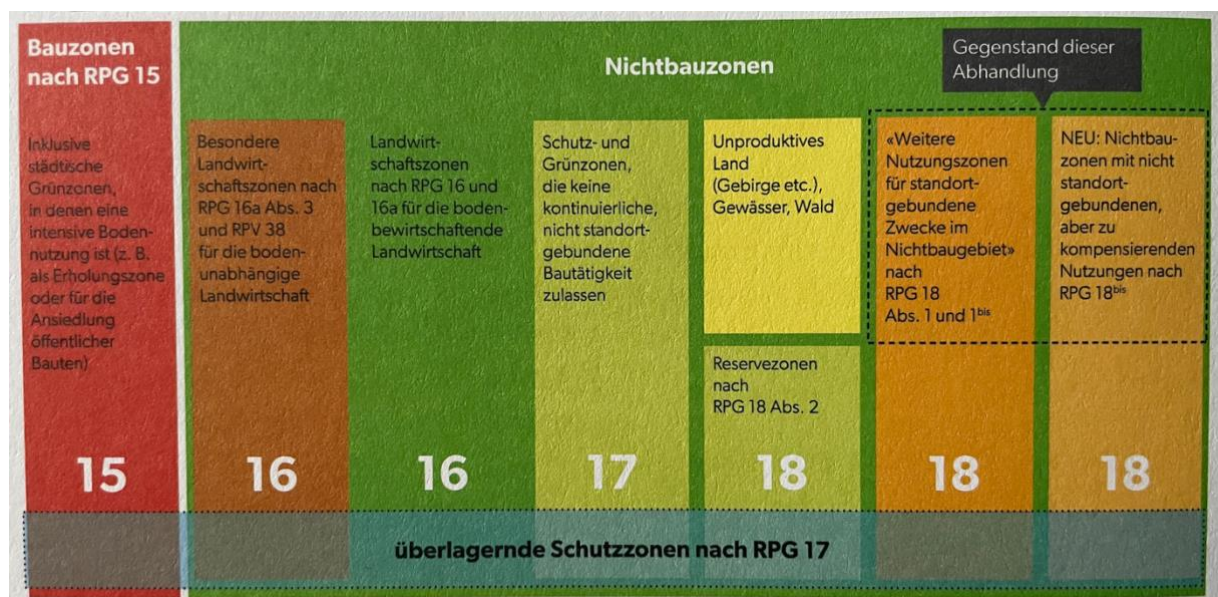 Bauzonen
nach RPG 15
Inklusive
städtische
Grünzonen,
in denen eine
intensive Boden-
nutzung ist (z. B.
als Erholungszone
oder für die
Ansiedlung
öffentlicher
Bauten)
15
Nichtbauzonen
Gegenstand dieser
Abhandlung
Besondere
Landwirt-
schaftszonen nach
RPG 16a Abs. 3
und RPV 38
für die boden-
unabhängige
Landwirtschaft
16
Landwirt-
schaftszonen
nach RPG 16 und
16a für die boden-
bewirtschaftende
Landwirtschaft
16
Schutz- und
Grünzonen,
die keine
kontinuierliche,
nicht standort-
gebundene
Bautätigkeit
zulassen
17
Unproduktives
Land
(Gebirge etc.),
Gewässer, Wald
Reservezonen
nach
RPG 18 Abs. 2
18
«Weitere
Nutzungszonen
für standort-
gebundene
Zwecke im
Nichtbaugebiet»
nach
RPG 18
Abs. 1 und 1bis
18
NEU: Nichtbau-
zonen mit nicht
standort-
gebundenen,
aber zu
kompensierenden
Nutzungen nach
RPG 18bis
18
überlagernde Schutzzonen nach RPG 17